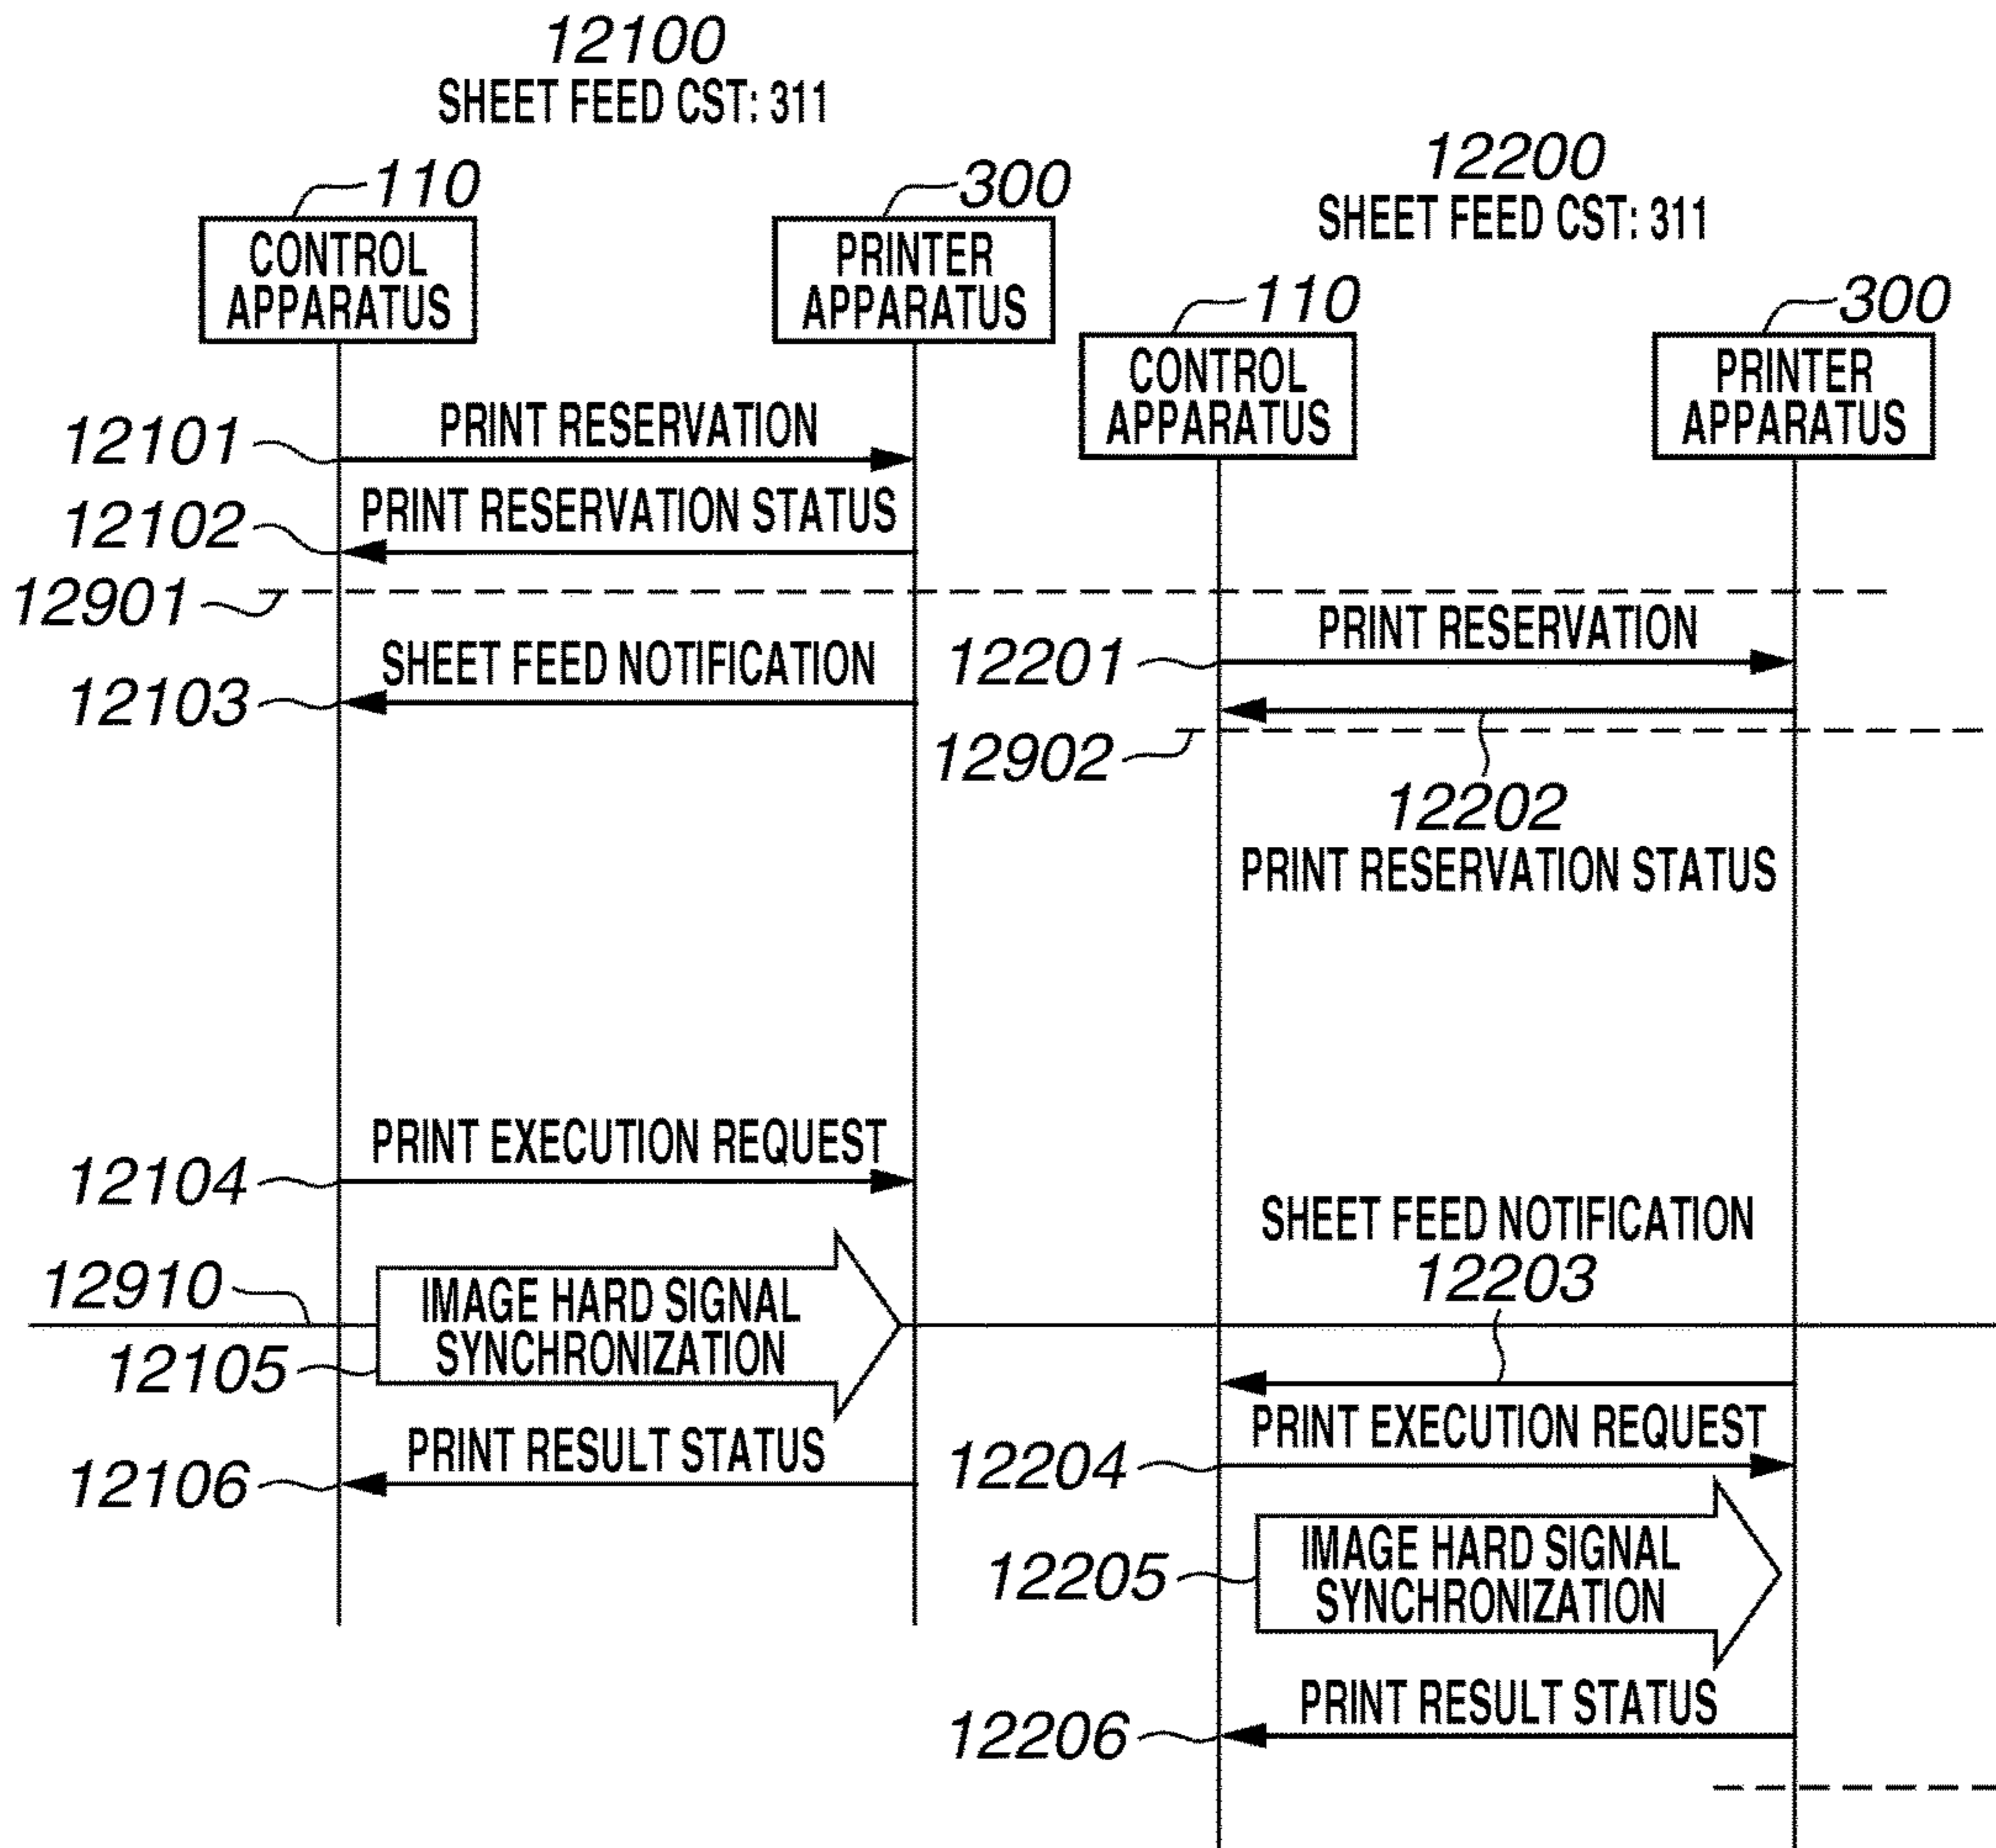 12100
SHEET FEED CST: 311
110
300
CONTROL
APPARATUS
PRINTER
APPARATUS
12200
SHEET FEED CST: 311
110
300
CONTROL
APPARATUS
PRINTER
APPARATUS
12101
PRINT RESERVATION
12102
PRINT RESERVATION STATUS
12901
12103
SHEET FEED NOTIFICATION
12201
PRINT RESERVATION
12902
12202
PRINT RESERVATION STATUS
12104
PRINT EXECUTION REQUEST
12910
12105
IMAGE HARD SIGNAL
SYNCHRONIZATION
SHEET FEED NOTIFICATION
12203
12106
PRINT RESULT STATUS
12204
PRINT EXECUTION REQUEST
12205
IMAGE HARD SIGNAL
SYNCHRONIZATION
12206
PRINT RESULT STATUS